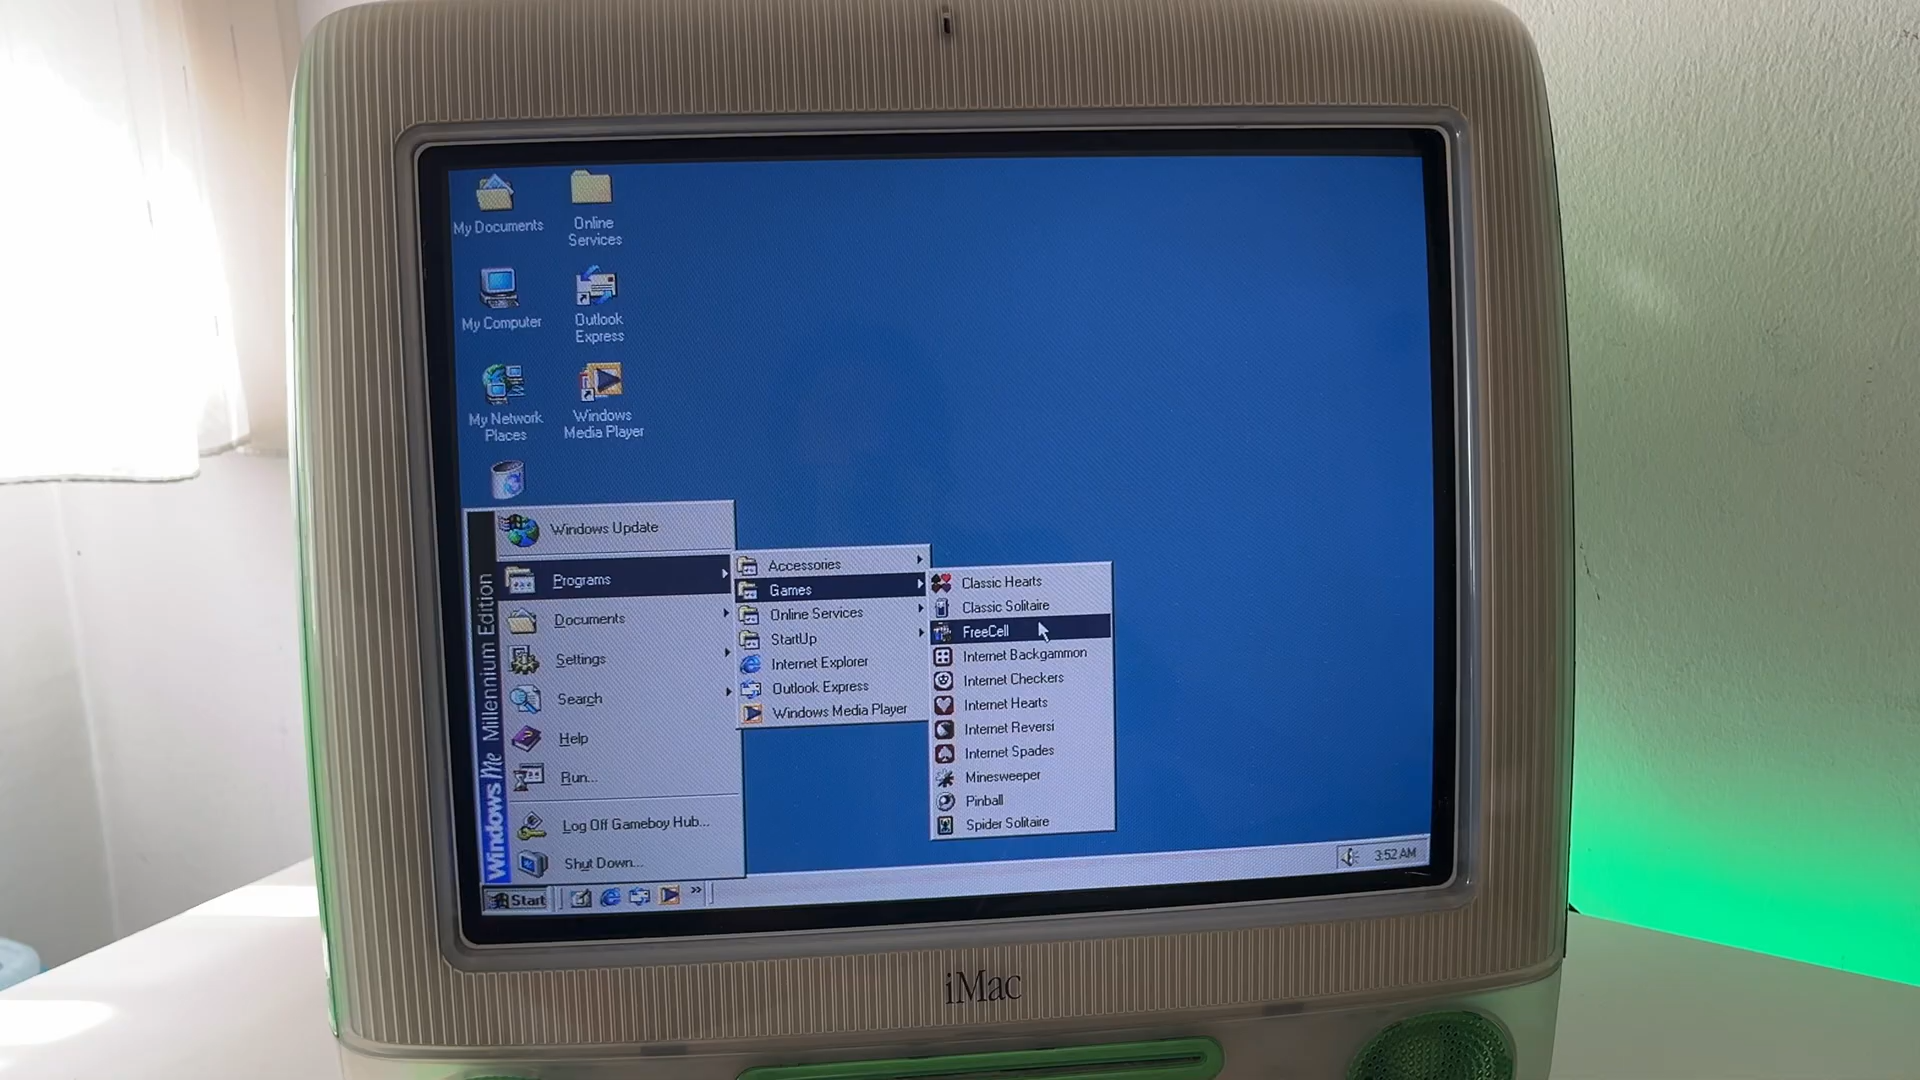 My Documents
Online
Services
My Computer
Outlook
Express
My Network
Places
Windows
Media Player
Windows Me Millennium Edition
Windows Update
Programs
Documents
Settings
Search
Help
Run...
Log Off Gameboy Hub...
Shut Down...
Accessories
Games
Online Services
StartUp
Internet Explorer
Outlook Express
Windows Media Player
Classic Hearts
Classic Solitaire
FreeCell
Internet Backgammon
Internet Checkers
Internet Hearts
Internet Reversi
Internet Spades
Minesweeper
Pinball
Spider Solitaire
Start
3:52 AM
iMac